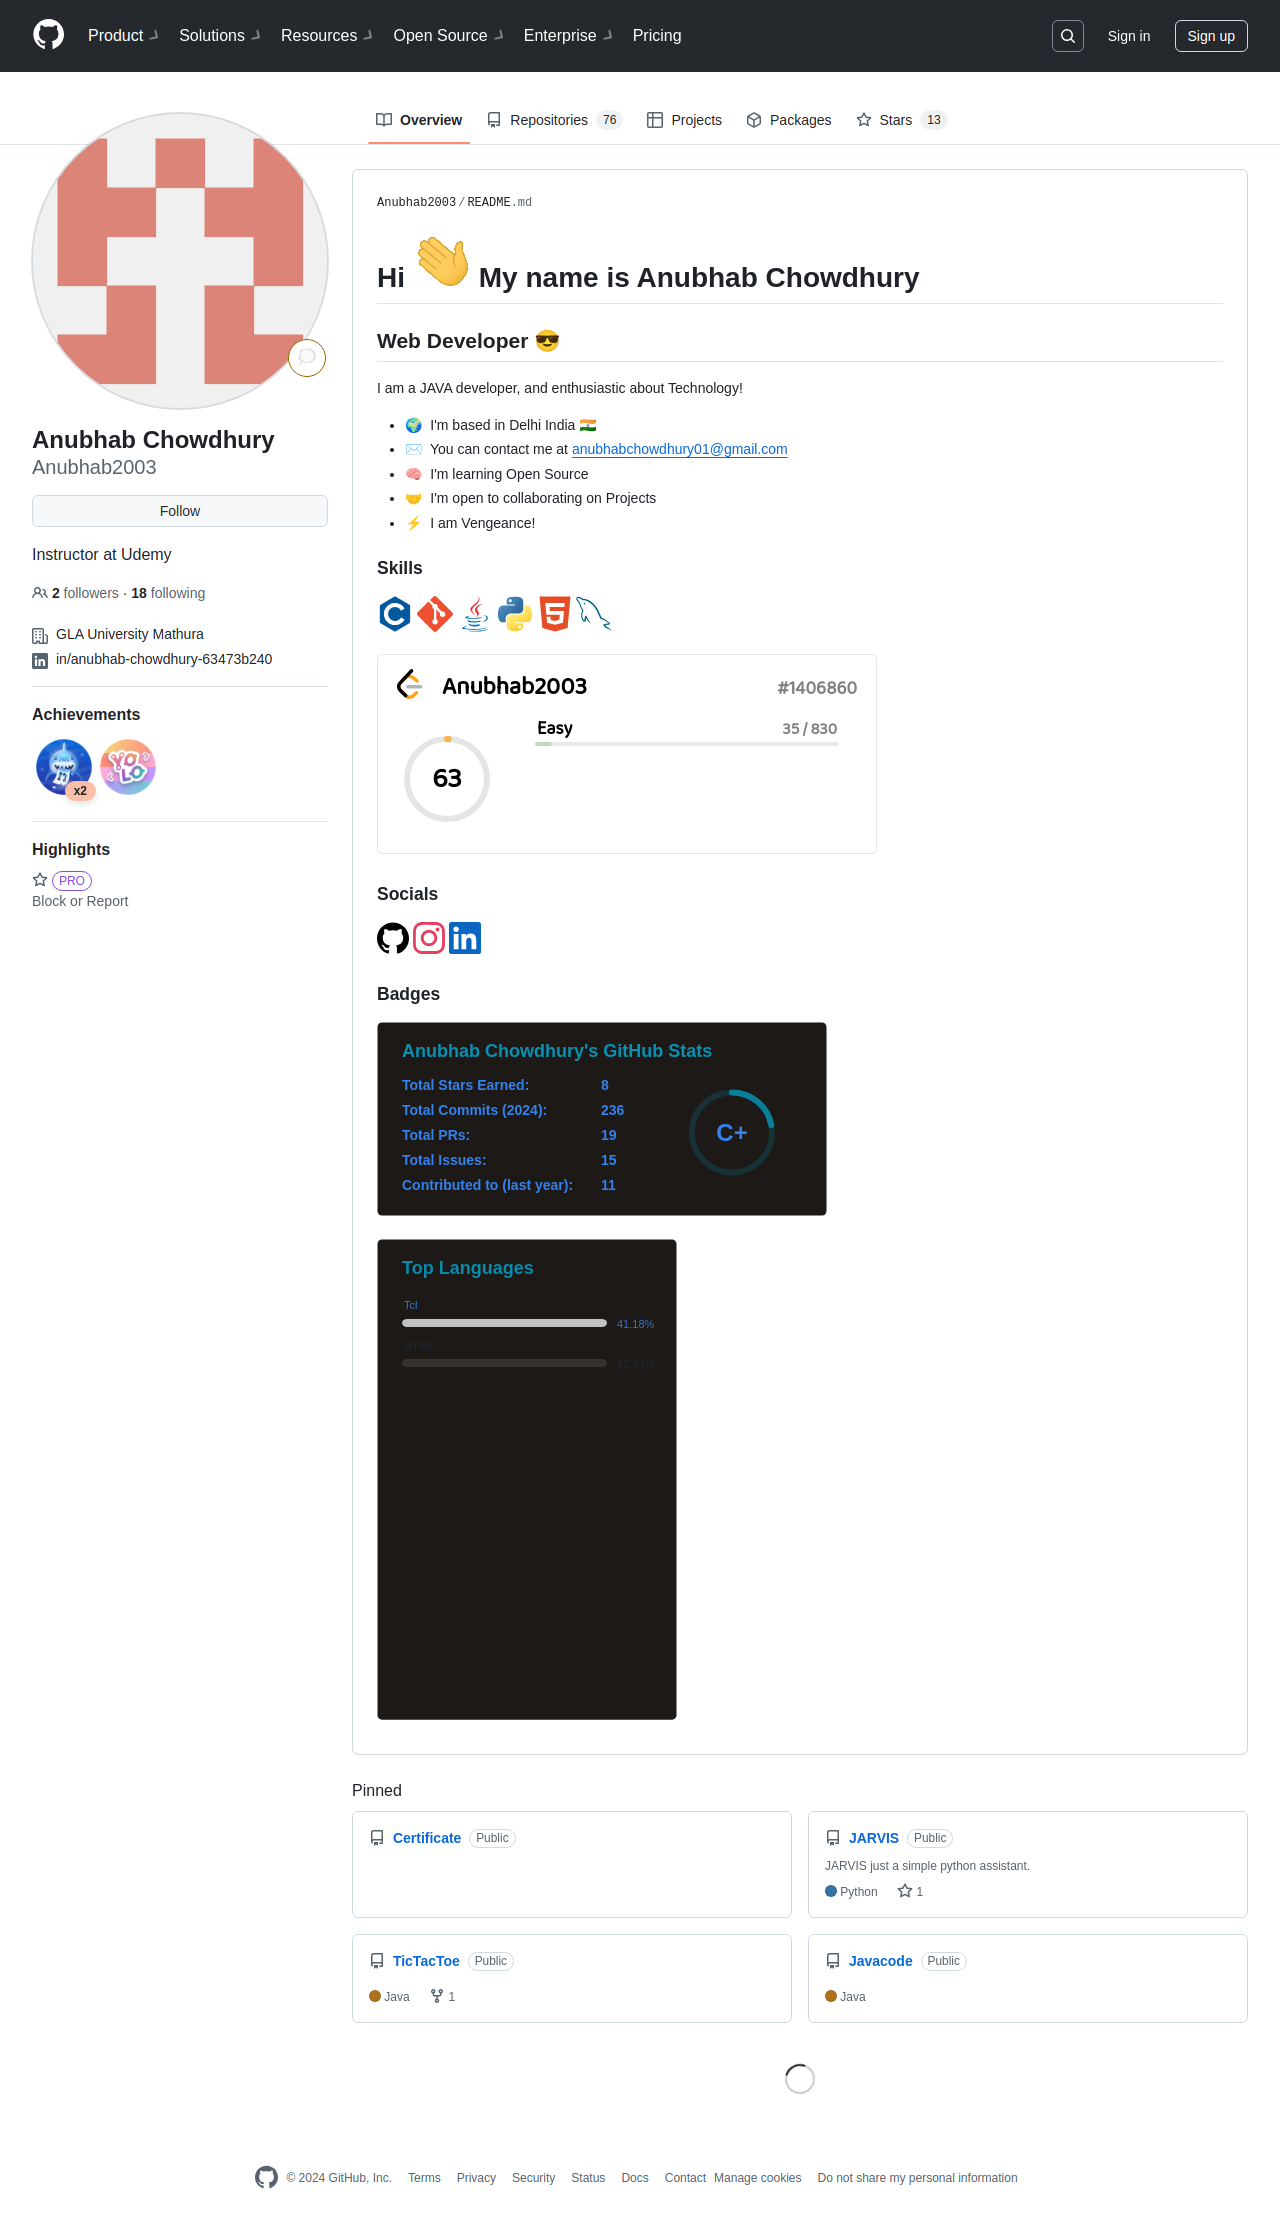 Product
Solutions
Resources
Open Source
Enterprise
Pricing
Sign in
Sign up
Overview
Repositories 76
Projects
Packages
Stars 13
Anubhab Chowdhury
Anubhab2003
Follow
Instructor at Udemy
2 followers · 18 following
GLA University Mathura
in/anubhab-chowdhury-63473b240
Achievements
x2
YOLO
Highlights
PRO
Block or Report
Anubhab2003/README.md
Hi 👋 My name is Anubhab Chowdhury
Web Developer 😎
I am a JAVA developer, and enthusiastic about Technology!
• 🌍 I'm based in Delhi India 🇮🇳
• ✉️ You can contact me at anubhabchowdhury01@gmail.com
• 🧠 I'm learning Open Source
• 🤝 I'm open to collaborating on Projects
• ⚡ I am Vengeance!
Skills
Anubhab2003
#1406860
Easy
35 / 830
63
Socials
Badges
Anubhab Chowdhury's GitHub Stats
Total Stars Earned: 8
Total Commits (2024): 236
Total PRs: 19
Total Issues: 15
Contributed to (last year): 11
C+
Top Languages
Tcl
41.18%
HTML
12.84%
Pinned
Certificate Public
JARVIS Public
JARVIS just a simple python assistant.
Python 1
TicTacToe Public
Java 1
Javacode Public
Java
© 2024 GitHub, Inc.
Terms
Privacy
Security
Status
Docs
Contact
Manage cookies
Do not share my personal information